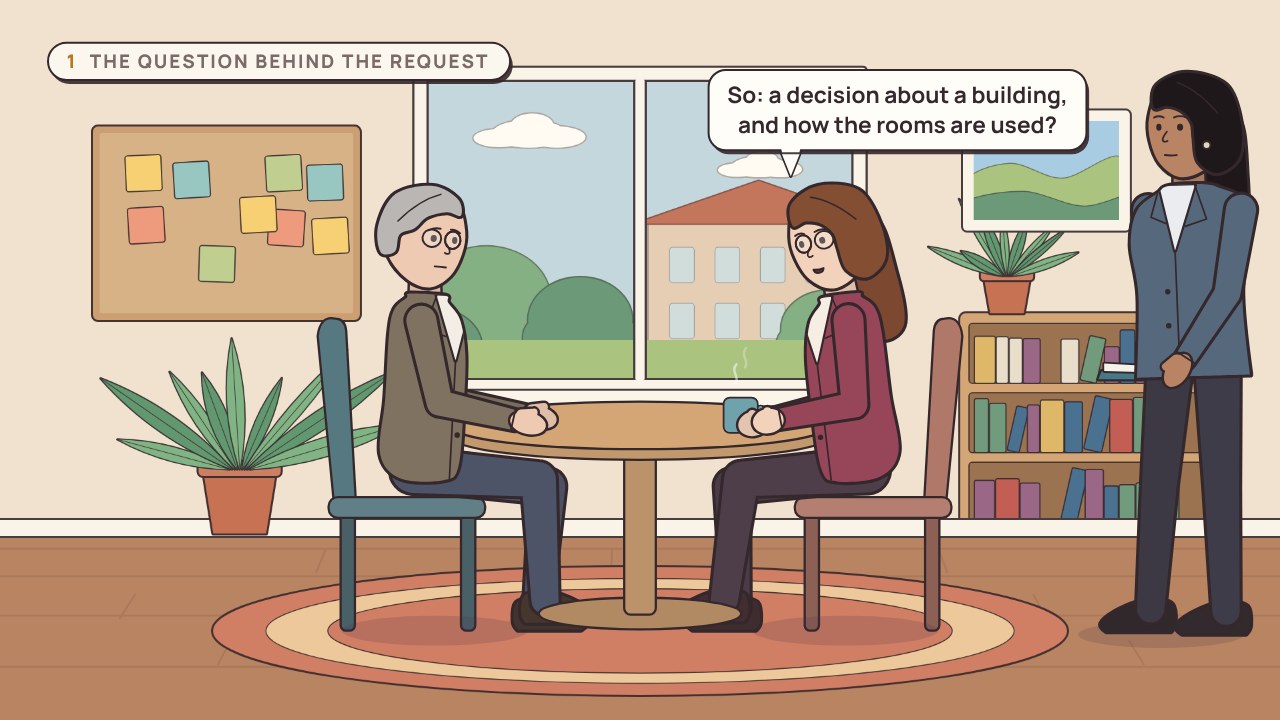 1 THE QUESTION BEHIND THE REQUEST
So: a decision about a building,
and how the rooms are used?